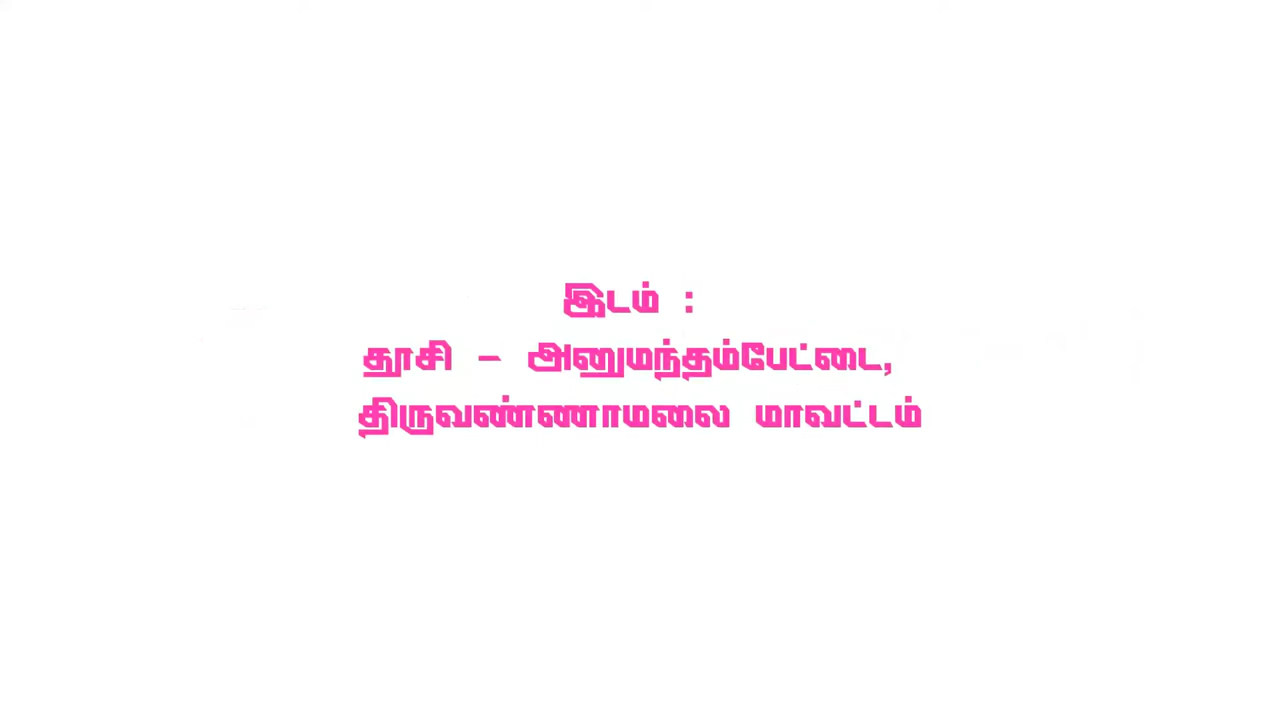 இடம் :
தூசி - அனுமந்தம்பேட்டை,
திருவண்ணாமலை மாவட்டம்